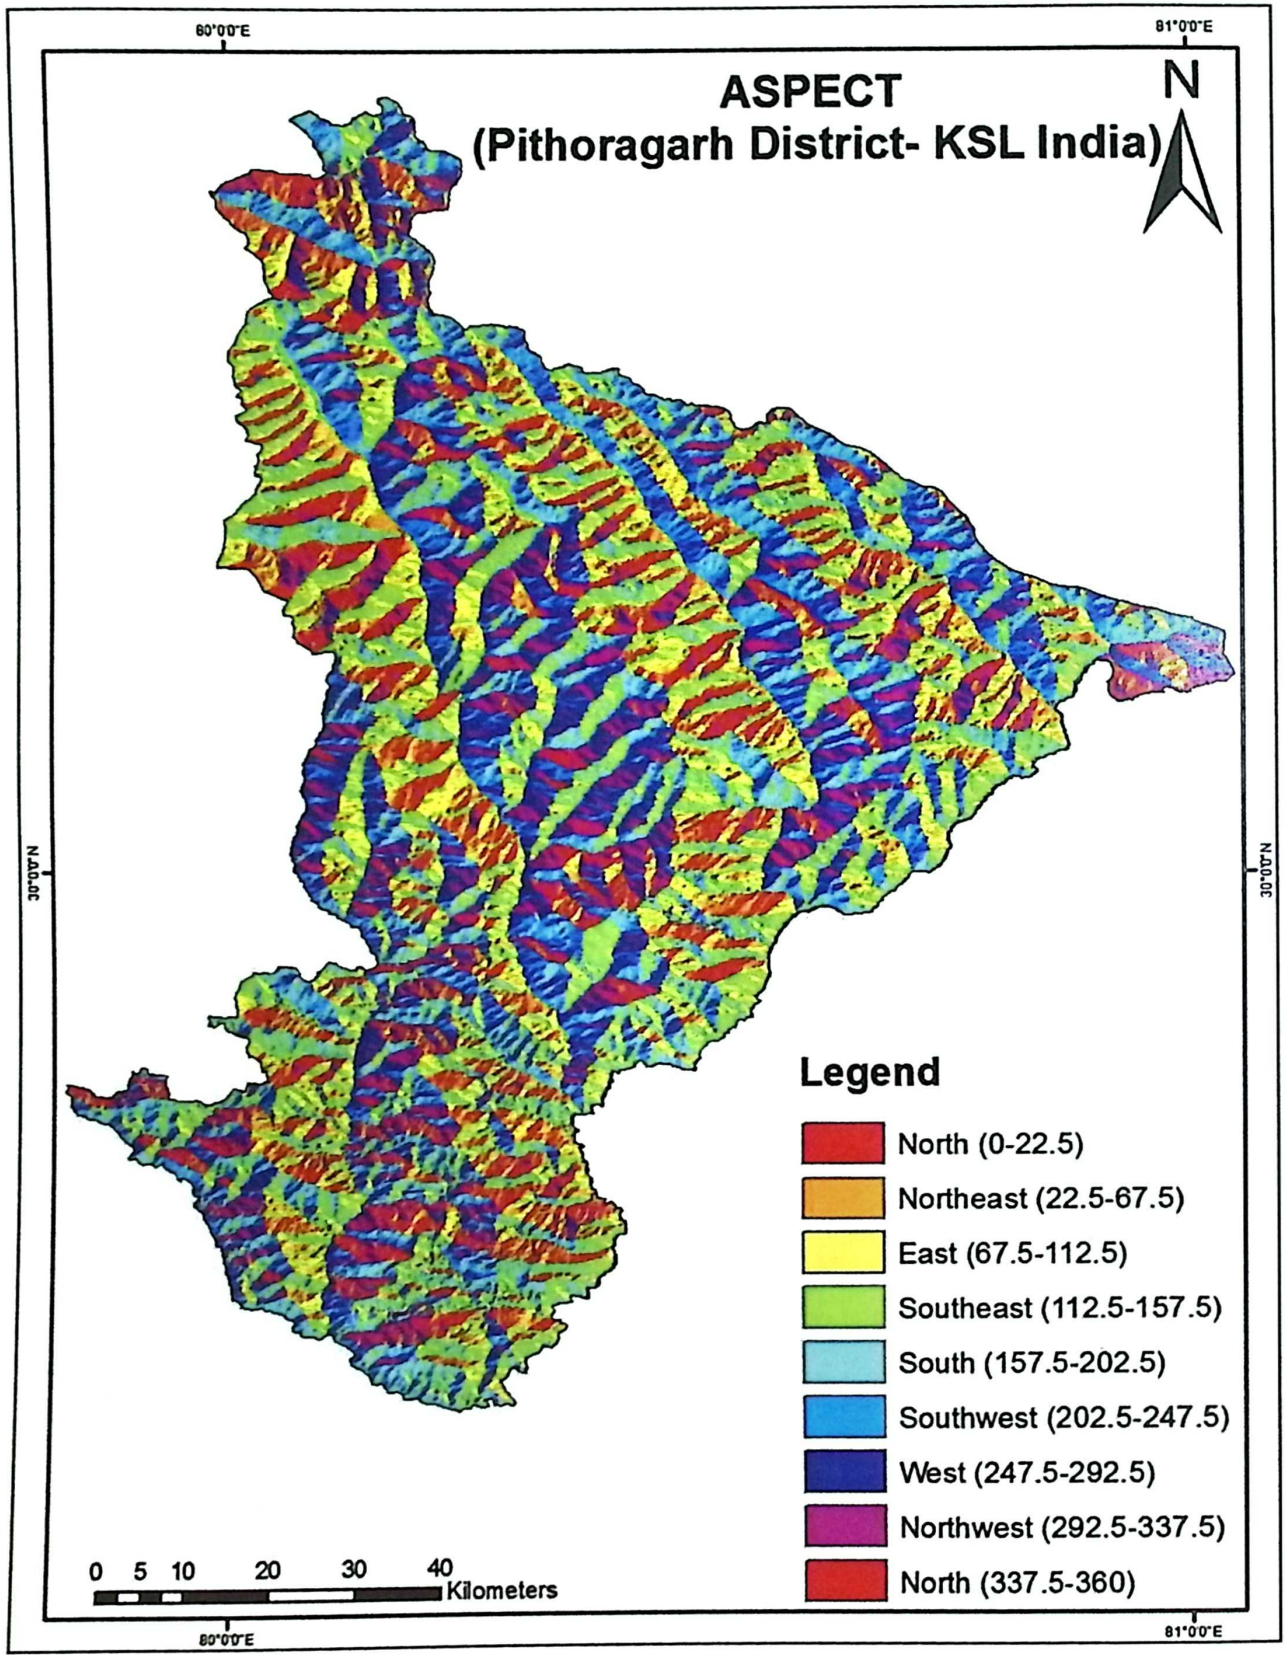 80°0'0"E
81°0'0"E
ASPECT
(Pithoragarh District- KSL India)
N
30°0'0"N
30°0'0"N
Legend
North (0-22.5)
Northeast (22.5-67.5)
East (67.5-112.5)
Southeast (112.5-157.5)
South (157.5-202.5)
Southwest (202.5-247.5)
West (247.5-292.5)
Northwest (292.5-337.5)
North (337.5-360)
0 5 10 20 30 40
Kilometers
80°0'0"E
81°0'0"E